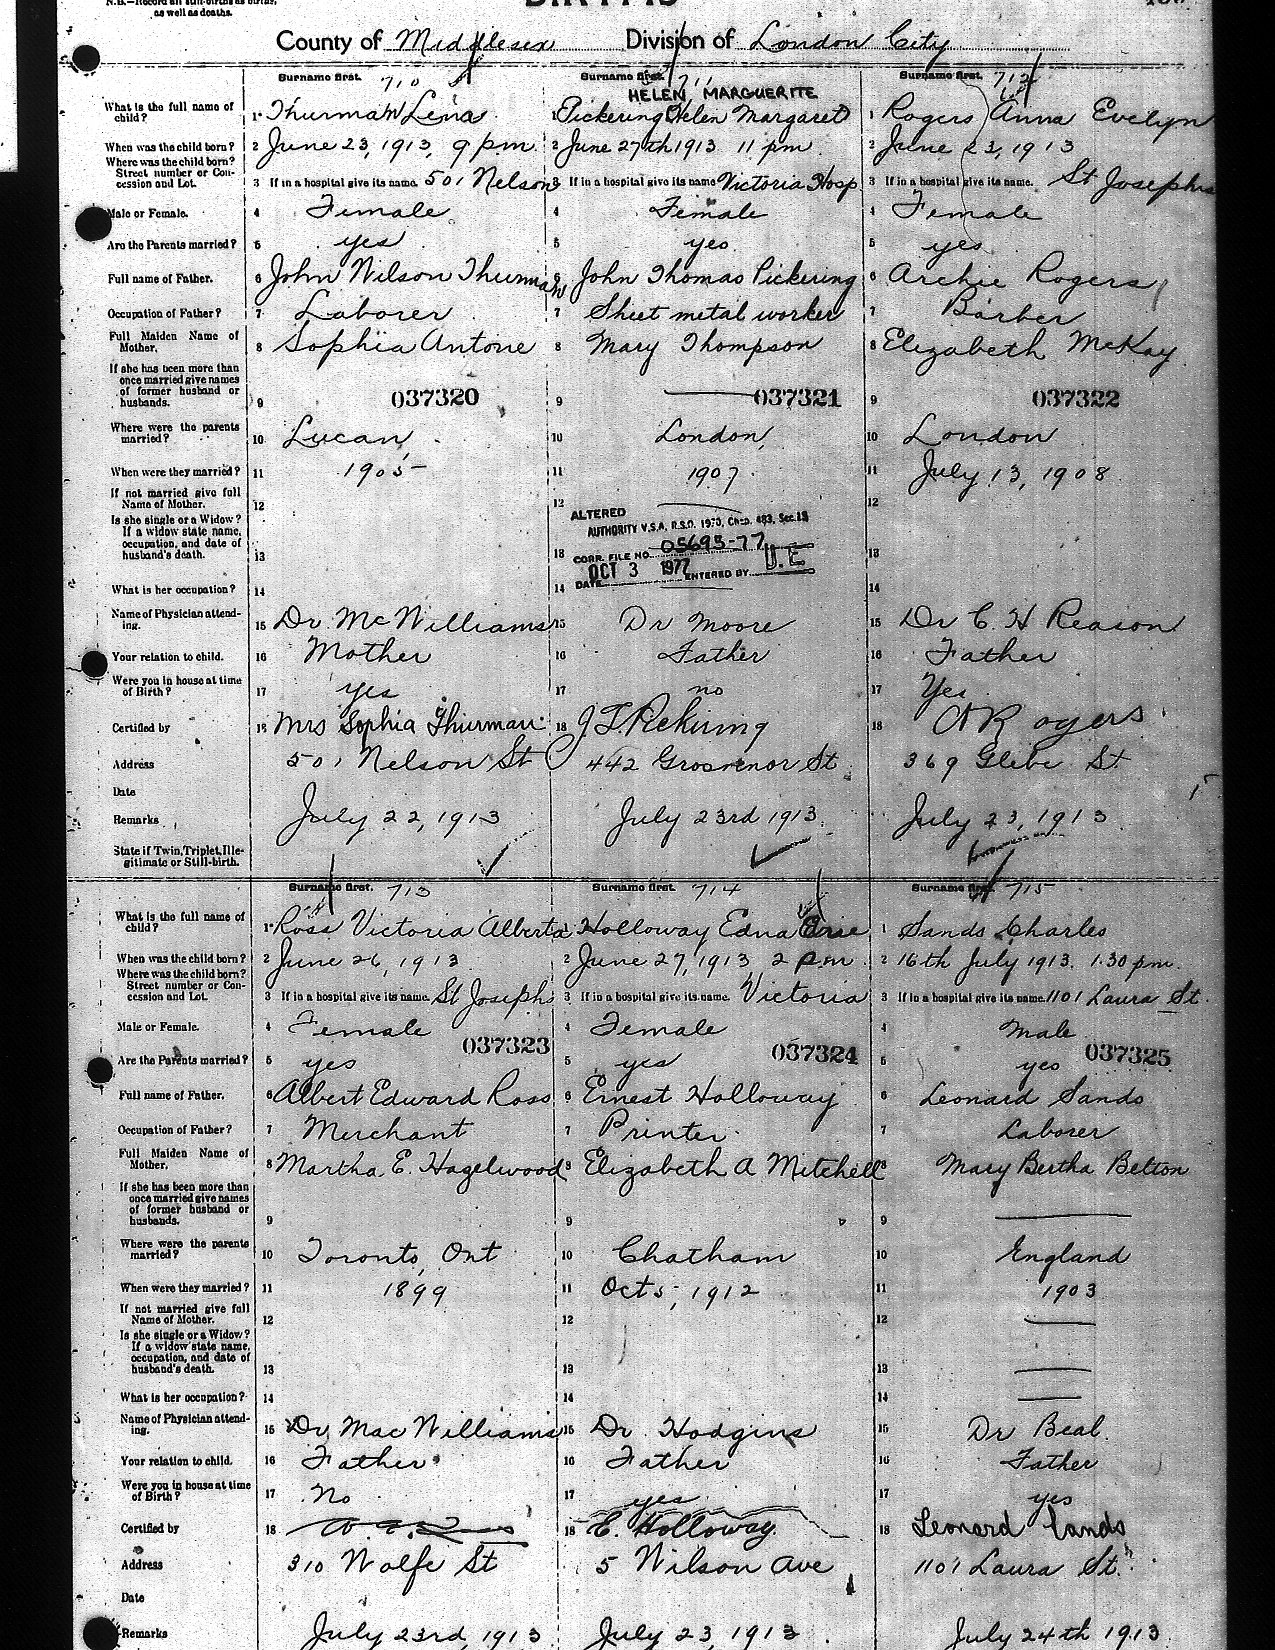 N.B.—Record all still-births as births,
as well as deaths.
BIRTHS
County of Middlesex Division of London City
Surname first. 710 Surname first. 711 Surname first. 712
HELEN MARGUERITE
What is the full name of child? 1 Thurman Lena 1 Pickering Helen Margaret 1 Rogers Anna Evelyn
When was the child born? 2 June 23, 1913, 9 p.m. 2 June 27th 1913 11 pm 2 June 23, 1913
Where was the child born? Street number or Concession and Lot. 3 If in a hospital give its name. 501 Nelson 3 If in a hospital give its name Victoria Hosp 3 If in a hospital give its name. St Josephs
Male or Female. 4 Female 4 Female 4 Female
Are the Parents married? 5 yes 5 yes 5 yes
Full name of Father. 6 John Wilson Thurman 6 John Thomas Pickering 6 Archie Rogers
Occupation of Father? 7 Laborer 7 Sheet metal worker 7 Barber
Full Maiden Name of Mother. 8 Sophia Antone 8 Mary Thompson 8 Elizabeth McKay
If she has been more than once married give names of former husband or husbands. 9 037320 9 037321 9 037322
Where were the parents married? 10 Lucan 10 London, 10 London
When were they married? 11 1905 11 1907 11 July 13, 1908
If not married give full Name of Mother. 12 12 12
ALTERED
AUTHORITY V.S.A. R.S.O. 1970, Chap. 483, Sec. 18
Is she single or a Widow? If a widow state name, occupation, and date of husband's death. 13 13 13
CORR. FILE NO. 05695-77
DATE OCT 3 1977 ENTERED BY U.E
What is her occupation? 14 14 14
Name of Physician attending. 15 Dr. McWilliams 15 Dr Moore 15 Dr C. H Reason
Your relation to child. 16 Mother 16 Father 16 Father
Were you in house at time of Birth? 17 yes 17 no 17 Yes
Certified by 18 Mrs Sophia Thurman 18 J. T. Pickering 18 A Rogers
Address 501 Nelson St 442 Grosvenor St 369 Glebe St
Date
Remarks July 22, 1913 July 23rd 1913. July 23, 1913
State if Twin, Triplet, Illegitimate or Still-birth.
Surname first. 713 Surname first. 714 Surname first. 715
What is the full name of child? 1 Ross Victoria Alberta 1 Holloway Edna 1 Sands Charles
When was the child born? 2 June 26, 1913 2 June 27, 1913 2 p.m. 2 16th July 1913. 1.30 pm.
Where was the child born? Street number or Concession and Lot. 3 If in a hospital give its name. St Josephs 3 If in a hospital give its name. Victoria 3 If in a hospital give its name. 1101 Laura St.
Male or Female. 4 Female 4 Female 4 Male
037323 037324 037325
Are the Parents married? 5 yes 5 yes 5 yes
Full name of Father. 6 Albert Edward Ross 6 Ernest Holloway 6 Leonard Sands
Occupation of Father? 7 Merchant 7 Printer 7 Laborer
Full Maiden Name of Mother. 8 Martha E. Hagelwood 8 Elizabeth A Mitchell 8 Mary Bertha Belton
If she has been more than once married give names of former husband or husbands. 9 9 9
Where were the parents married? 10 Toronto, Ont 10 Chatham 10 England
When were they married? 11 1899 11 Oct 5, 1912 11 1903
If not married give full Name of Mother. 12 12 12
Is she single or a Widow? If a widow state name, occupation, and date of husband's death. 13 13 13
What is her occupation? 14 14 14
Name of Physician attending. 15 Dr. Mac Williams 15 Dr. Hodgins 15 Dr Beal.
Your relation to child. 16 Father 16 Father 16 Father
Were you in house at time of Birth? 17 No 17 yes 17 yes
Certified by 18 18 E. Holloway 18 Leonard Sands
Address 310 Wolfe St 5 Wilson Ave 1101 Laura St.
Date
Remarks July 23rd, 1913 July 23, 1913 July 24th 1913